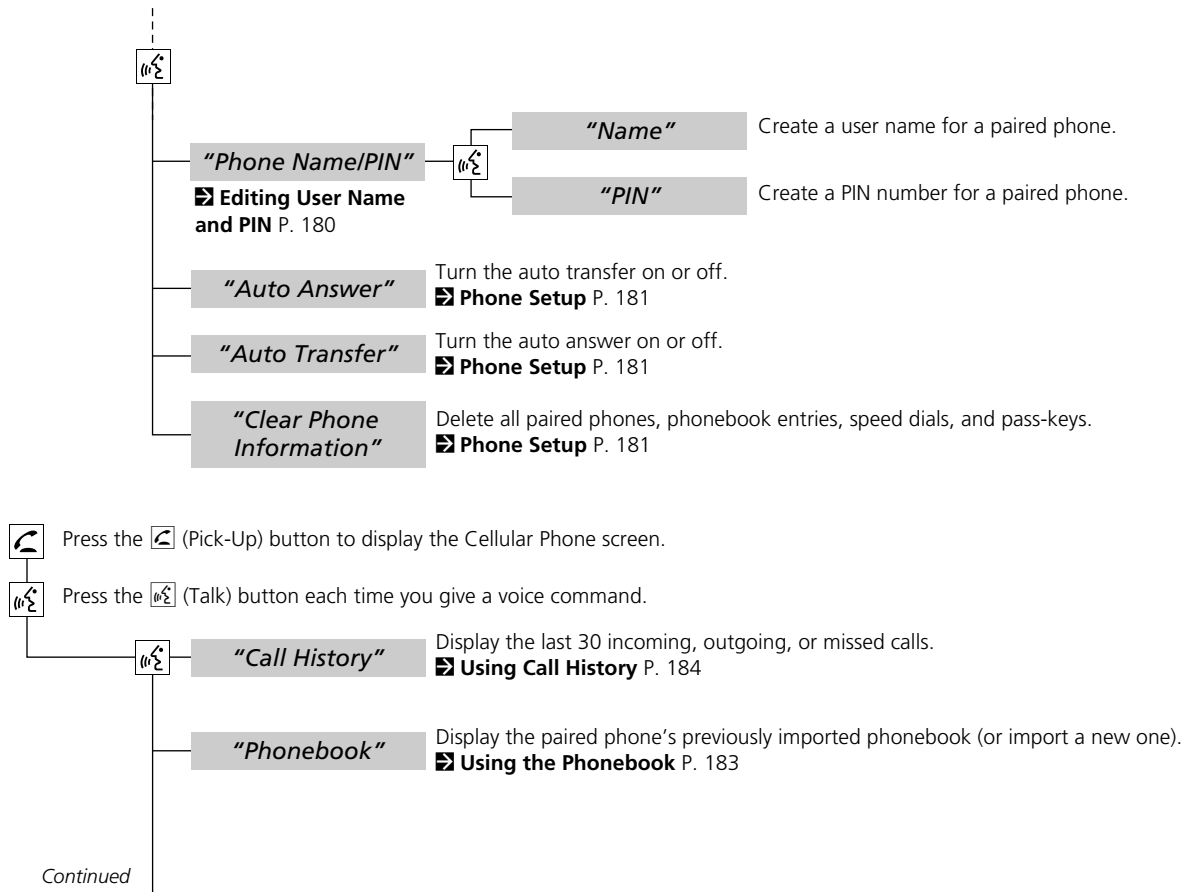 "Name" Create a user name for a paired phone.
"Phone Name/PIN"
Editing User Name
and PIN P. 180
"PIN" Create a PIN number for a paired phone.
"Auto Answer" Turn the auto transfer on or off.
Phone Setup P. 181
"Auto Transfer" Turn the auto answer on or off.
Phone Setup P. 181
"Clear Phone
Information"
Delete all paired phones, phonebook entries, speed dials, and pass-keys.
Phone Setup P. 181
Press the (Pick-Up) button to display the Cellular Phone screen.
Press the (Talk) button each time you give a voice command.
"Call History" Display the last 30 incoming, outgoing, or missed calls.
Using Call History P. 184
"Phonebook" Display the paired phone's previously imported phonebook (or import a new one).
Using the Phonebook P. 183
Continued